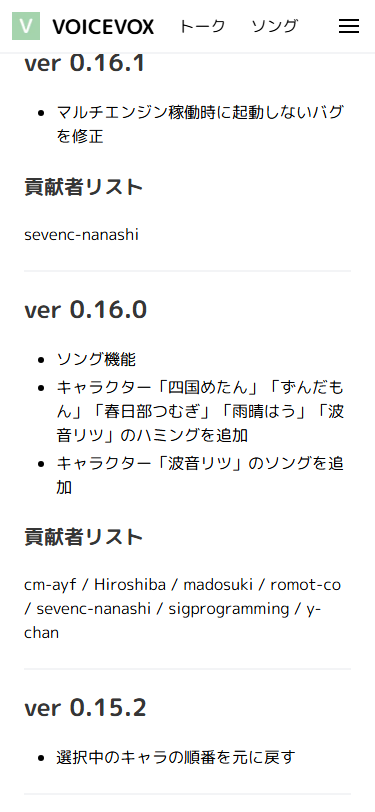 V VOICEVOX トーク ソング
ver 0.16.1
マルチエンジン稼働時に起動しないバグ
を修正
貢献者リスト
sevenc-nanashi
ver 0.16.0
ソング機能
キャラクター「四国めたん」「ずんだも
ん」「春日部つむぎ」「雨晴はう」「波
音リツ」のハミングを追加
キャラクター「波音リツ」のソングを追
加
貢献者リスト
cm-ayf / Hiroshiba / madosuki / romot-co
/ sevenc-nanashi / sigprogramming / y-
chan
ver 0.15.2
選択中のキャラの順番を元に戻す